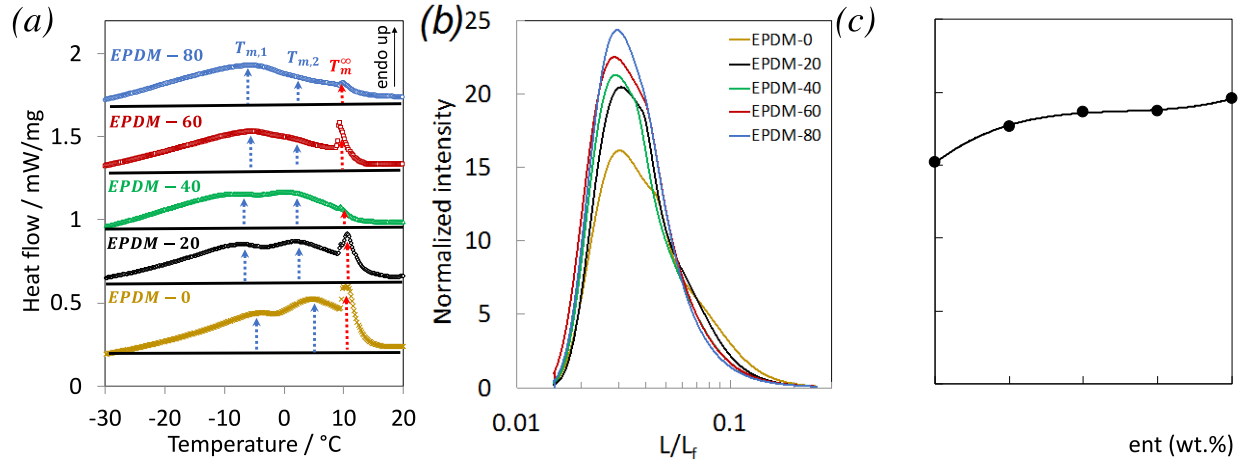 (a)
(b)
(c)
Heat flow / mW/mg
2
1.5
1
0.5
0
EPDM – 80
T_{m,1}
T_{m,2}
T_m^∞
endo up
EPDM – 60
EPDM – 40
EPDM – 20
EPDM – 0
-30
-20
-10
0
10
20
Temperature / °C
Normalized intensity
25
20
15
10
5
0
EPDM-0
EPDM-20
EPDM-40
EPDM-60
EPDM-80
0.01
0.1
L/L_f
ent (wt.%)